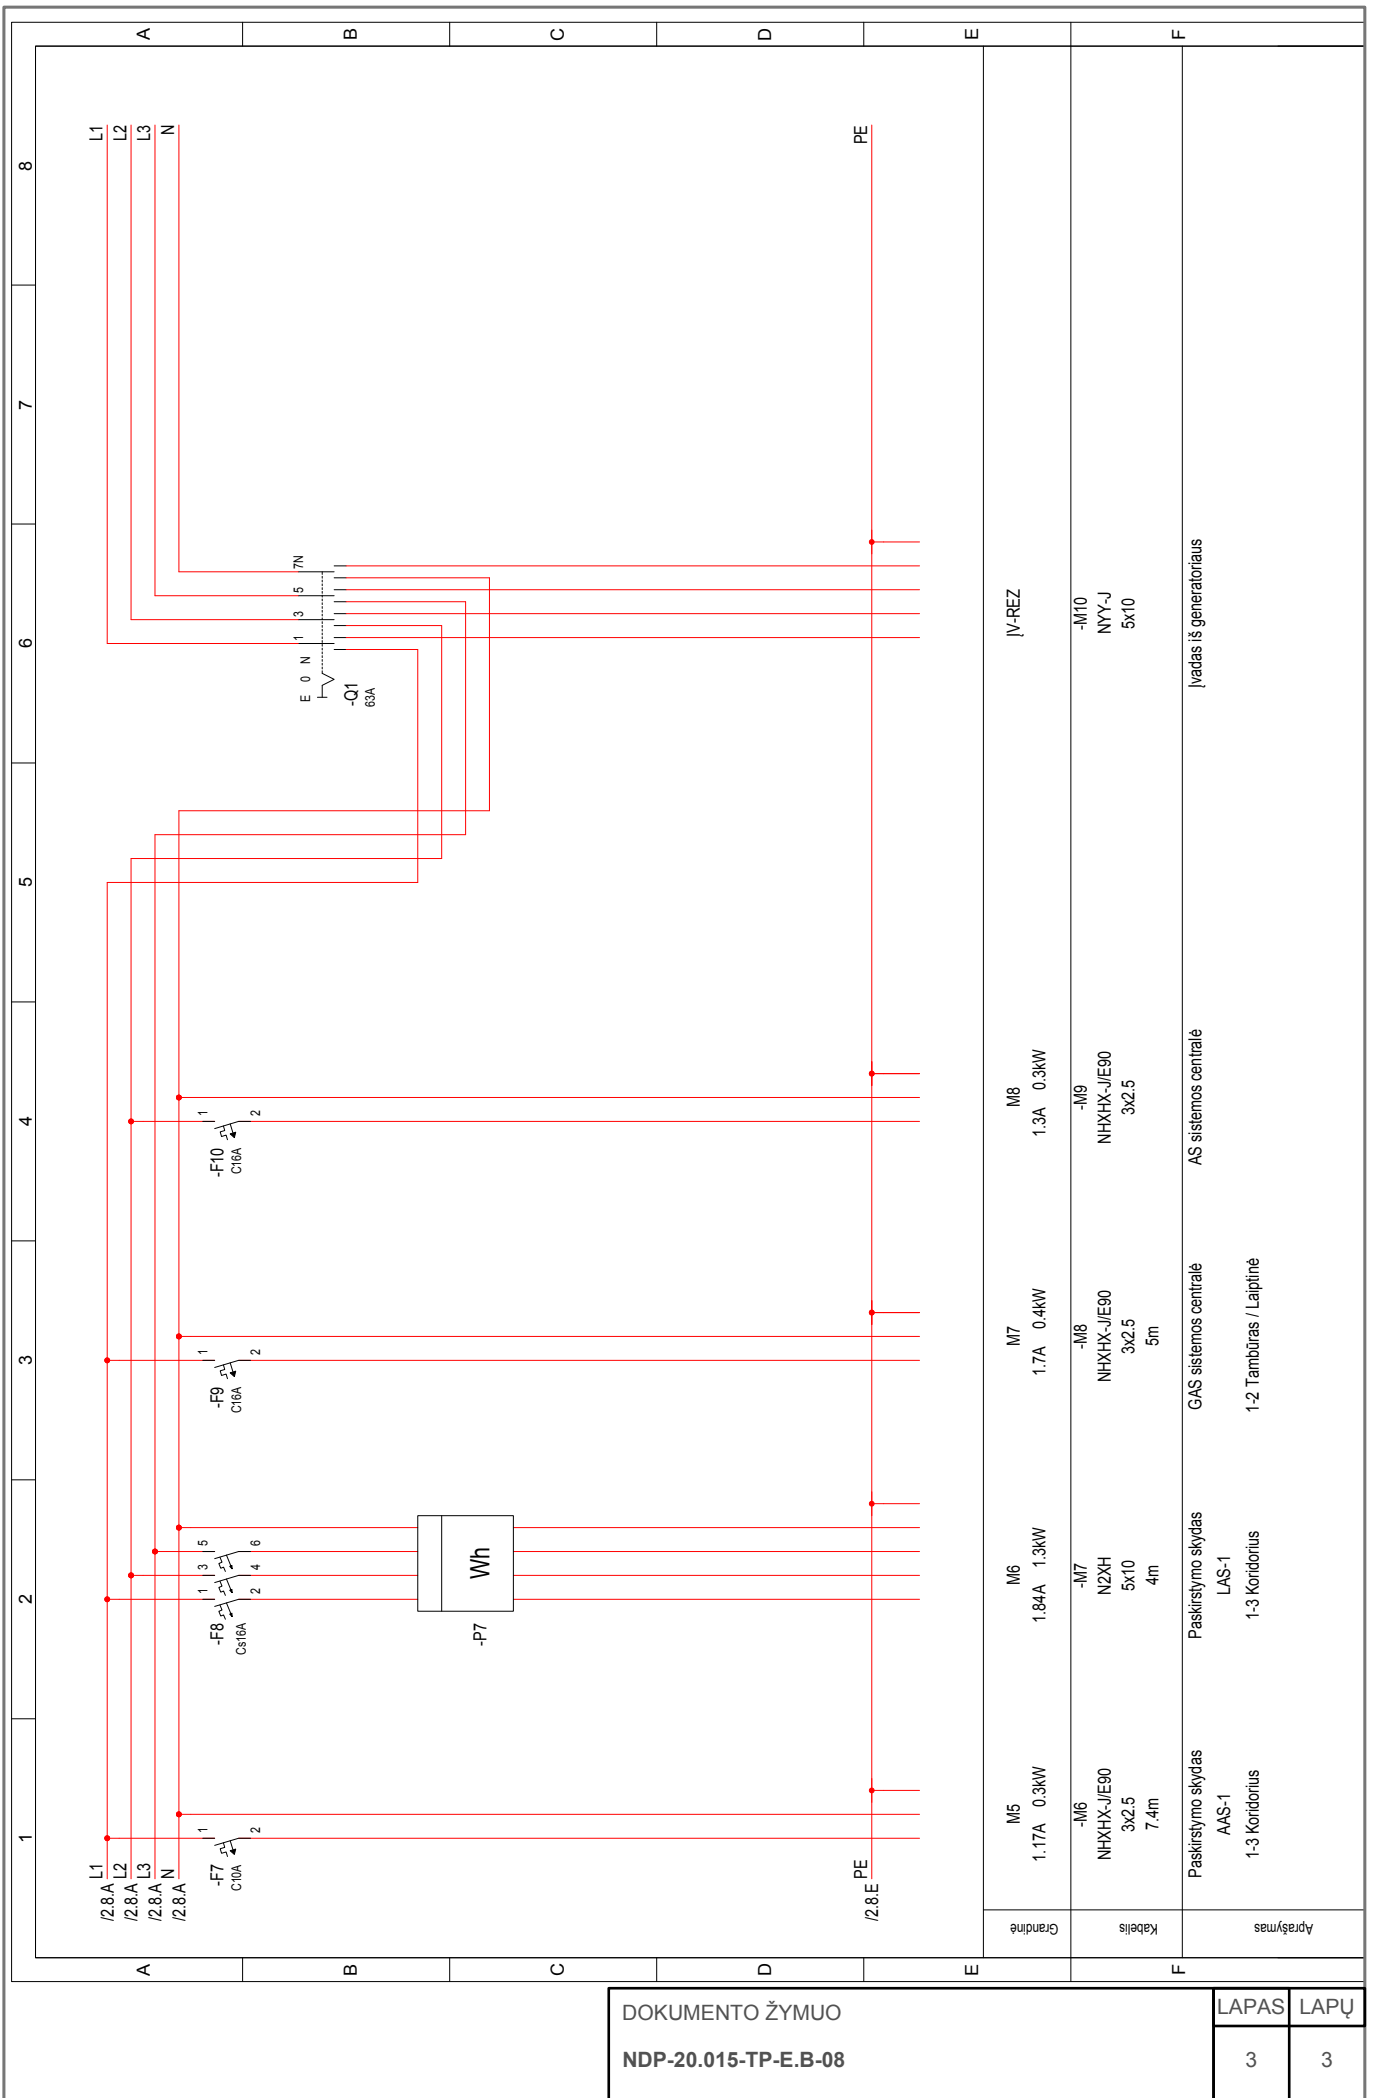 1 2 3 4 5 6 7 8
A B C D E F
/2.8.A L1
/2.8.A L2
/2.8.A L3
/2.8.A N
/2.8.E PE
L1
L2
L3
N
PE
-F7
C10A
1
2
-F8
Cs16A
1 3 5
2 4 6
-P7
Wh
-F9
C16A
1
2
-F10
C16A
1
2
E 0 N
1 3 5 7N
-Q1
63A
Grandinė
M5
1.17A 0.3kW
M6
1.84A 1.3kW
M7
1.7A 0.4kW
M8
1.3A 0.3kW
ĮV-REZ
Kabelis
-M6
NHXHX-J/E90
3x2.5
7.4m
-M7
N2XH
5x10
4m
-M8
NHXHX-J/E90
3x2.5
5m
-M9
NHXHX-J/E90
3x2.5
-M10
NYY-J
5x10
Aprašymas
Paskirstymo skydas
AAS-1
1-3 Koridorius
Paskirstymo skydas
LAS-1
1-3 Koridorius
GAS sistemos centralė
1-2 Tambūras / Laiptinė
AS sistemos centralė
Įvadas iš generatoriaus
A B C D E F
DOKUMENTO ŽYMUO
NDP-20.015-TP-E.B-08
LAPAS LAPŲ
3 3